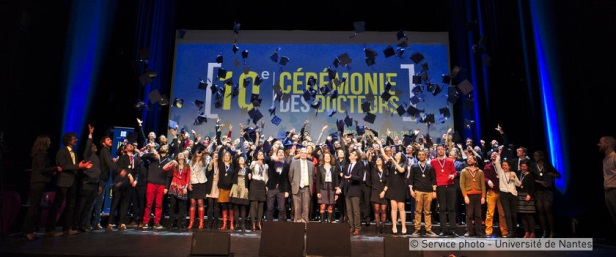 [10e CÉRÉMONIE
DES DOCTEURS]
© Service photo - Université de Nantes